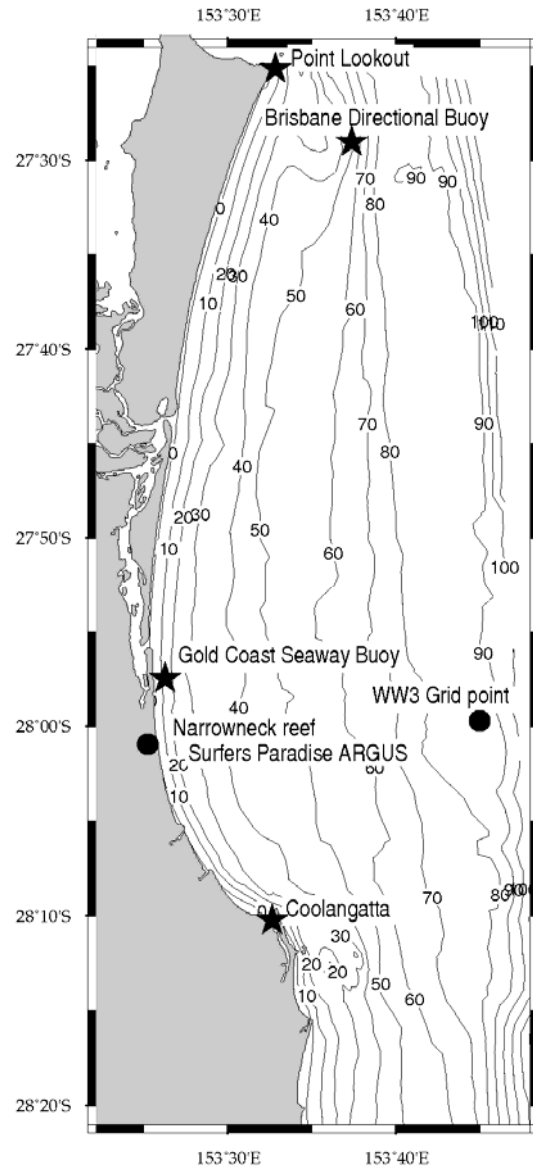 153°30'E 153°40'E
Point Lookout
Brisbane Directional Buoy
27°30'S
70 90 90
0 40 80
20 30
10 50 60
100 110
27°40'S
70 90
0 40 80
20 30
50
27°50'S
10 60 100
Gold Coast Seaway Buoy 90
WW3 Grid point
40
28°00'S Narrowneck reef
Surfers Paradise ARGUS
20 60
10
70 80 90 100
0 Coolangatta
28°10'S
30
20 20
10 50 60
28°20'S
153°30'E 153°40'E